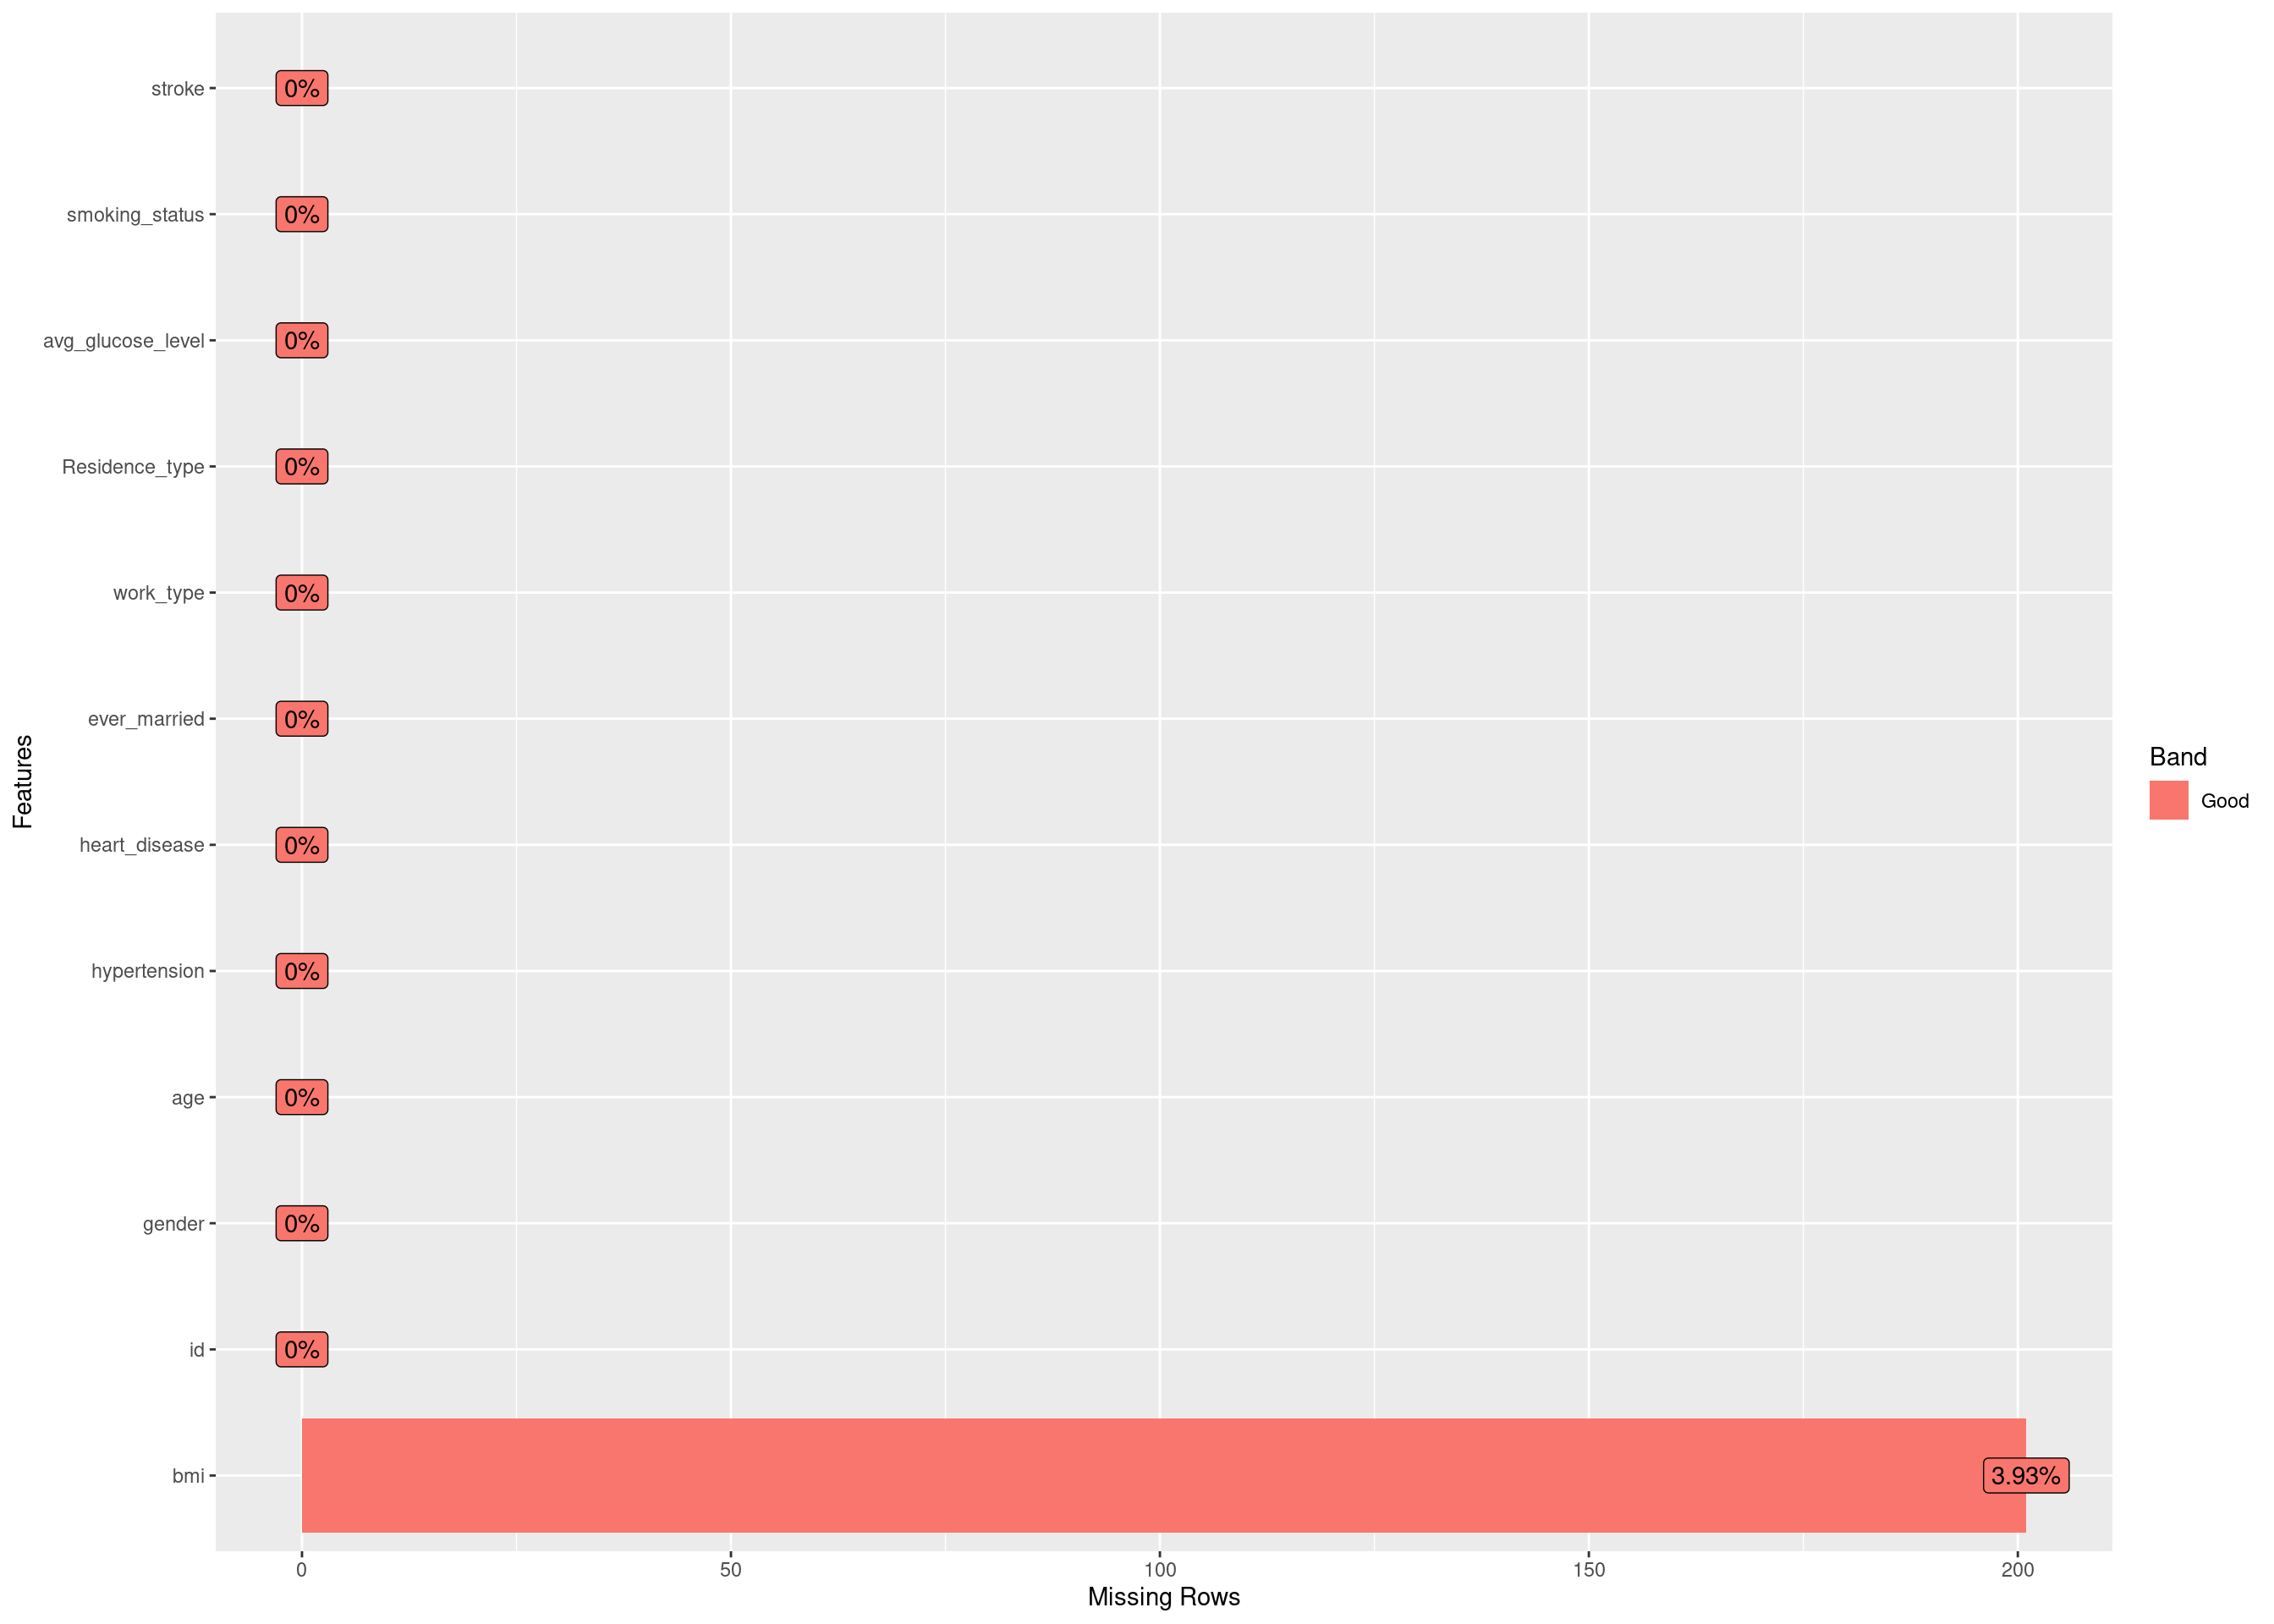 stroke 0%
smoking_status 0%
avg_glucose_level 0%
Residence_type 0%
work_type 0%
ever_married 0%
heart_disease 0%
hypertension 0%
age 0%
gender 0%
id 0%
bmi 3.93%
0 50 100 150 200
Missing Rows
Features
Band
Good